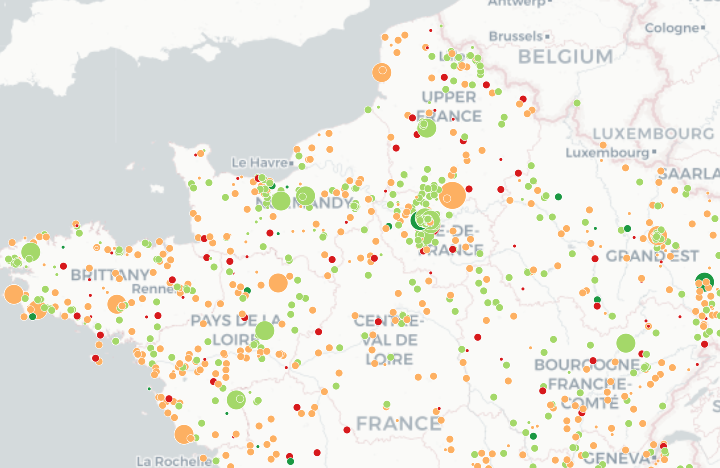 Antwerp
Cologne
Brussels
BELGIUM
UPPER
FRANCE
LUXEMBOURG
Le Havre
Luxembourg
SAARLA
NORMANDY
E-DE-
FRANCE
GRAND EST
BRITTANY
Rennes
PAYS DE LA
LOIRE
CENTRE-
VAL DE
LOIRE
BOURGOGNE
FRANCHE-
COMTÉ
FRANCE
La Rochelle
GENEVA